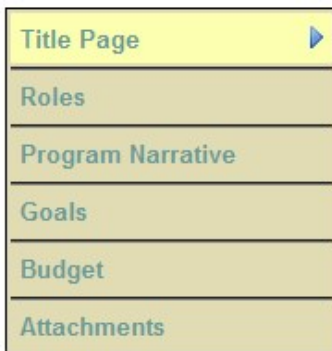 Title Page
Roles
Program Narrative
Goals
Budget
Attachments